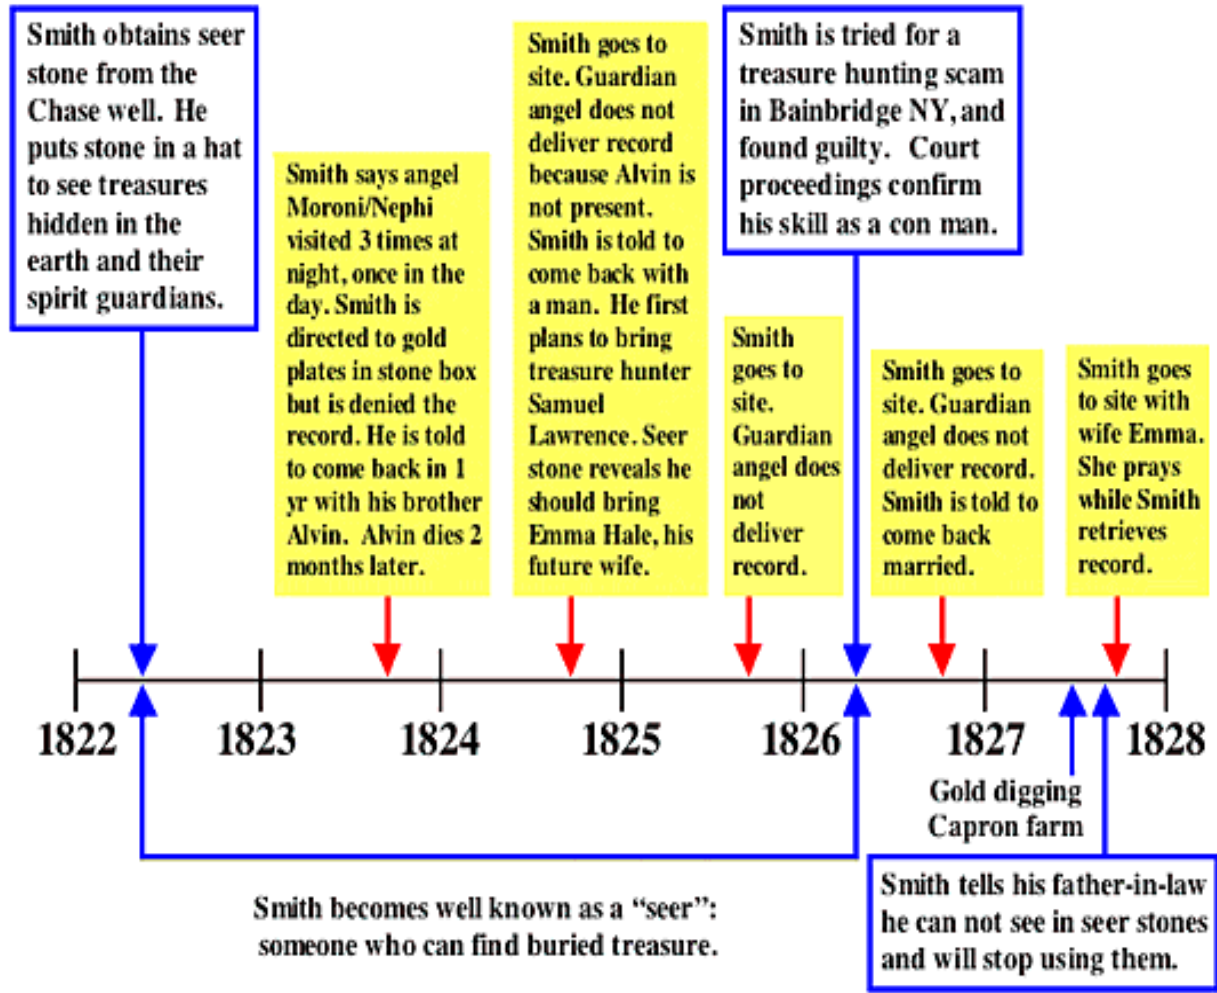 Smith obtains seer
stone from the
Chase well. He
puts stone in a hat
to see treasures
hidden in the
earth and their
spirit guardians.
Smith says angel
Moroni/Nephi
visited 3 times at
night, once in the
day. Smith is
directed to gold
plates in stone box
but is denied the
record. He is told
to come back in 1
yr with his brother
Alvin. Alvin dies 2
months later.
Smith goes to
site. Guardian
angel does not
deliver record
because Alvin is
not present.
Smith is told to
come back with
a man. He first
plans to bring
treasure hunter
Samuel
Lawrence. Seer
stone reveals he
should bring
Emma Hale, his
future wife.
Smith is tried for a
treasure hunting scam
in Bainbridge NY, and
found guilty. Court
proceedings confirm
his skill as a con man.
Smith
goes to
site.
Guardian
angel does
not
deliver
record.
Smith goes to
site. Guardian
angel does not
deliver record.
Smith is told to
come back
married.
Smith goes
to site with
wife Emma.
She prays
while Smith
retrieves
record.
1822 1823 1824 1825 1826 1827 1828
Gold digging
Capron farm
Smith becomes well known as a “seer”:
someone who can find buried treasure.
Smith tells his father-in-law
he can not see in seer stones
and will stop using them.